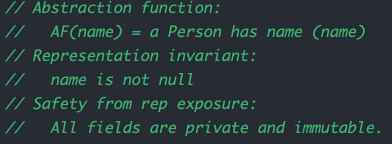 // Abstraction function:
//   AF(name) = a Person has name (name)
// Representation invariant:
//   name is not null
// Safety from rep exposure:
//   All fields are private and immutable.